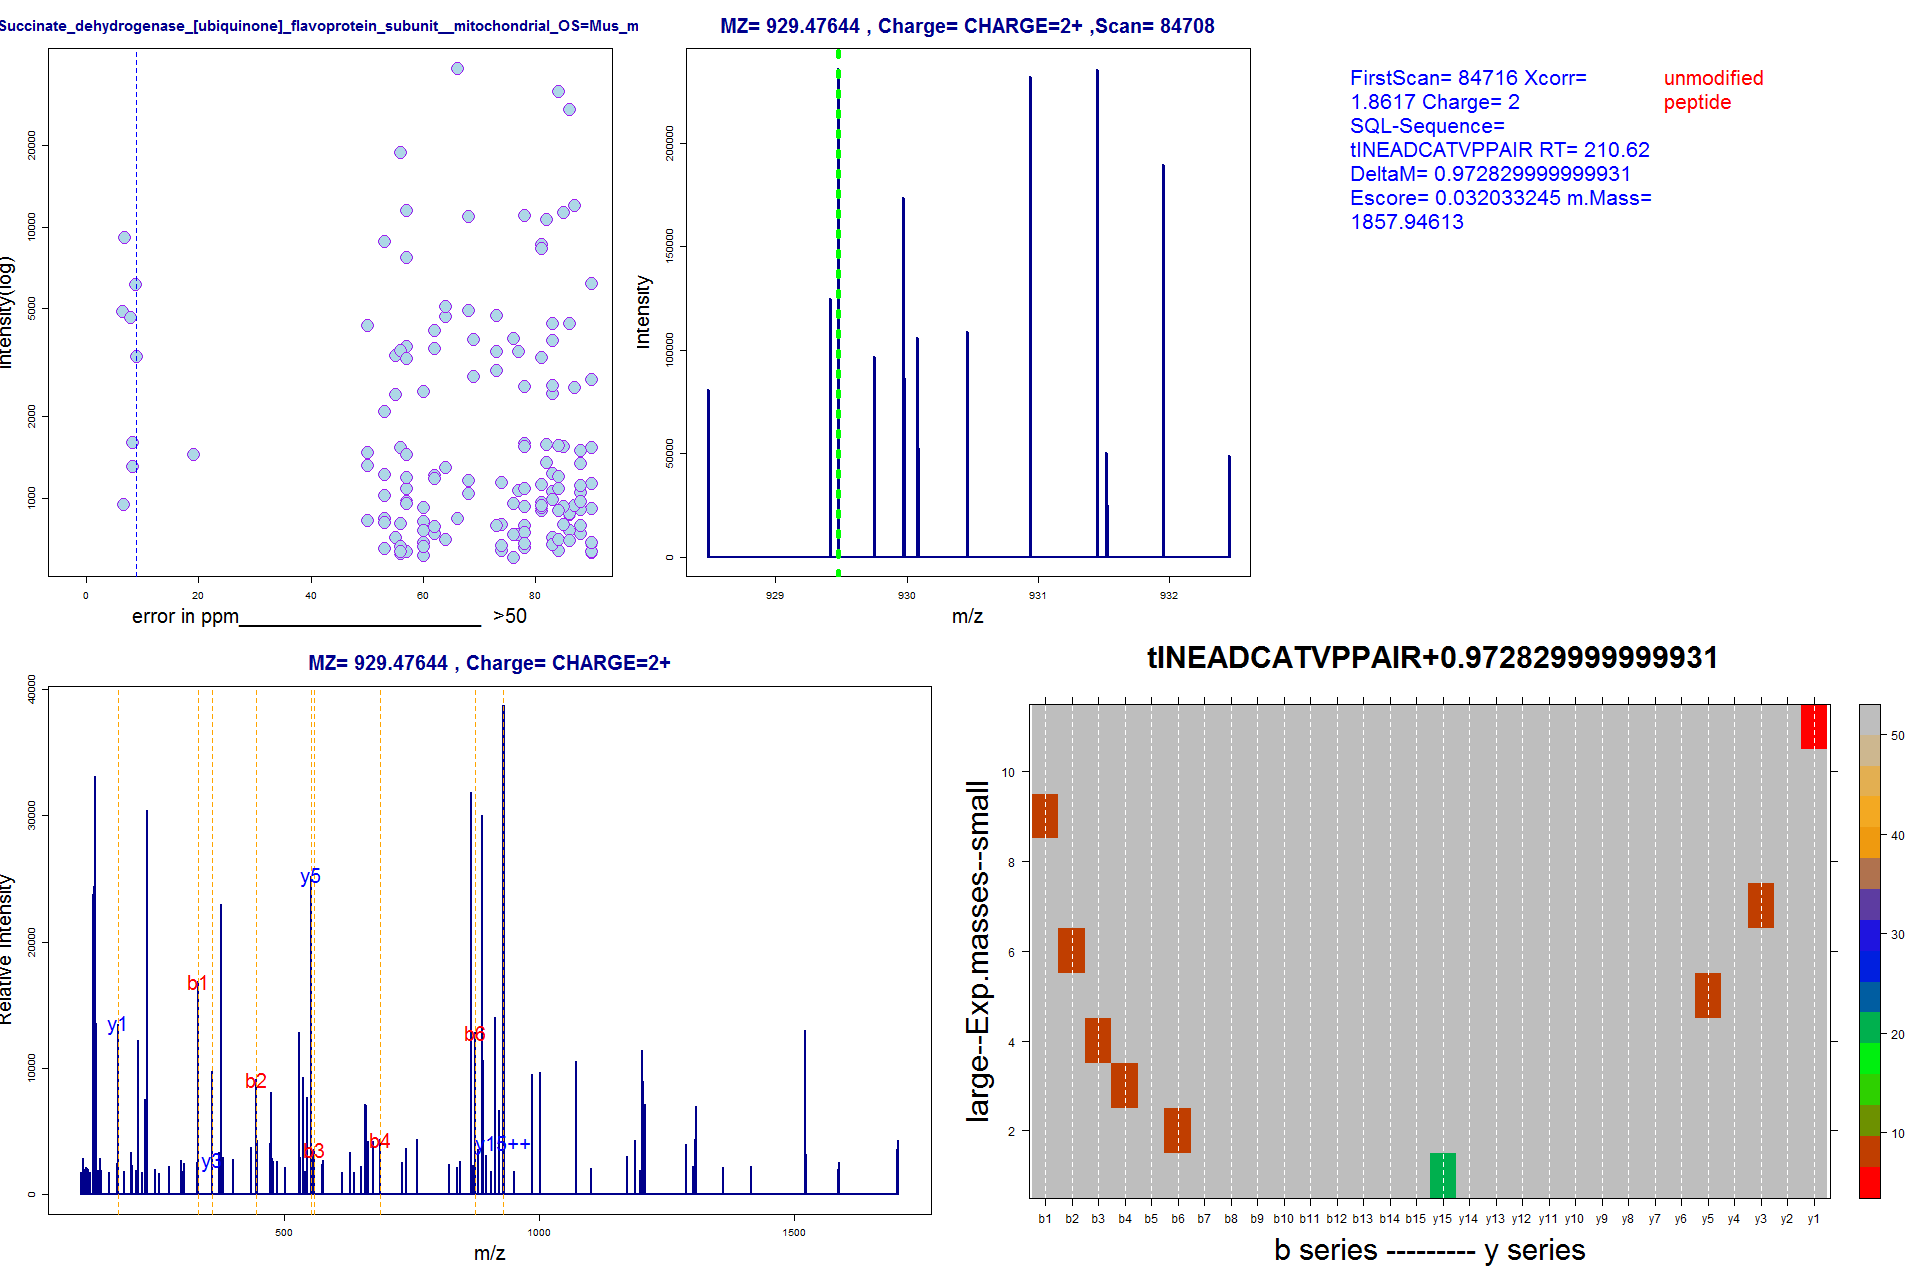 Succinate_dehydrogenase_[ubiquinone]_flavoprotein_subunit__mitochondrial_OS=Mus_m
Intensity(log)
1000
2000
5000
10000
20000
0
20
40
60
80
error in ppm______________________ >50
MZ= 929.47644 , Charge= CHARGE=2+ ,Scan= 84708
Intensity
0
50000
100000
150000
200000
929
930
931
932
m/z
FirstScan= 84716 Xcorr=
1.8617 Charge= 2
SQL-Sequence=
tINEADCATVPPAIR RT= 210.62
DeltaM= 0.972829999999931
Escore= 0.032033245 m.Mass=
1857.94613
unmodified
peptide
MZ= 929.47644 , Charge= CHARGE=2+
Relative Intensity
0
10000
20000
30000
40000
y1
b1
y3
b2
y5
b3
b4
b6
y15++
500
1000
1500
m/z
tINEADCATVPPAIR+0.972829999999931
large--Exp.masses--small
2
4
6
8
10
b1 b2 b3 b4 b5 b6 b7 b8 b9 b10 b11 b12 b13 b14 b15 y15 y14 y13 y12 y11 y10 y9 y8 y7 y6 y5 y4 y3 y2 y1
b series --------- y series
50
40
30
20
10